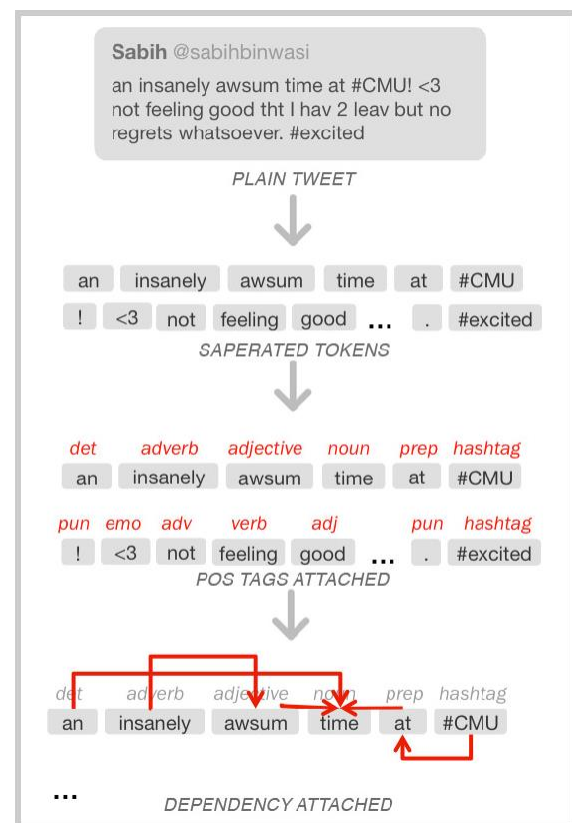 Sabih @sabihbinwasi
an insanely awsum time at #CMU! <3
not feeling good tht I hav 2 leav but no
regrets whatsoever. #excited
PLAIN TWEET
an insanely awsum time at #CMU
! <3 not feeling good ... . #excited
SAPERATED TOKENS
det adverb adjective noun prep hashtag
an insanely awsum time at #CMU
pun emo adv verb adj pun hashtag
! <3 not feeling good ... . #excited
POS TAGS ATTACHED
det adverb adjective noun prep hashtag
an insanely awsum time at #CMU
...
DEPENDENCY ATTACHED